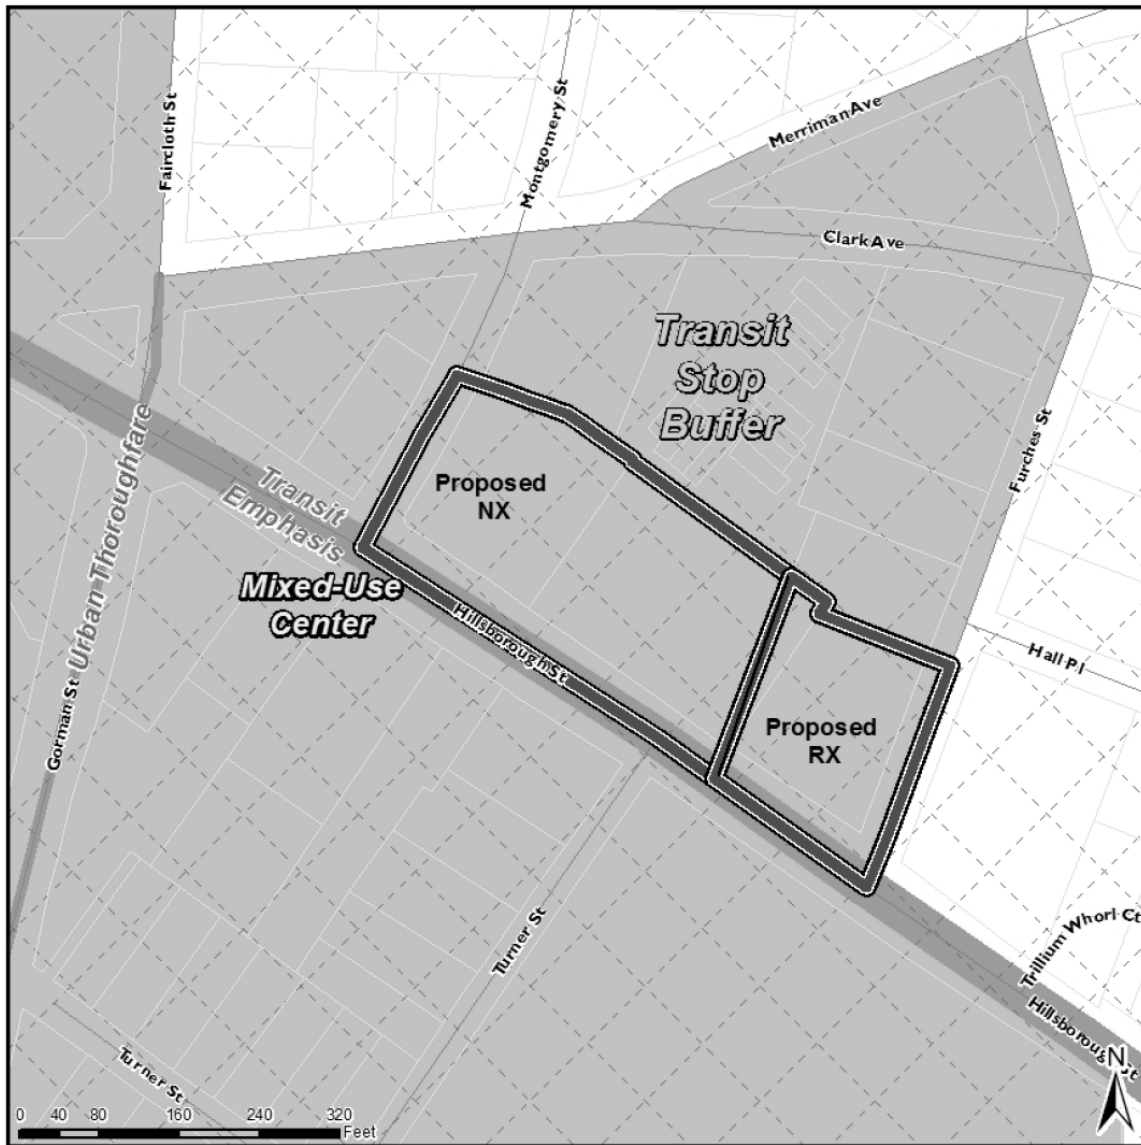 Faircloth St
Montgomery St
Merriman Ave
Clark Ave
Transit
Stop
Buffer
Furches St
Urban Thoroughfare
Gorman St
Transit
Emphasis
Proposed
NX
Mixed-Use
Center
Hillsborough St
Hall Pl
Proposed
RX
Turner St
Trillium Whorl Ct
Hillsborough St
Turner St
N
0 40 80 160 240 320
Feet